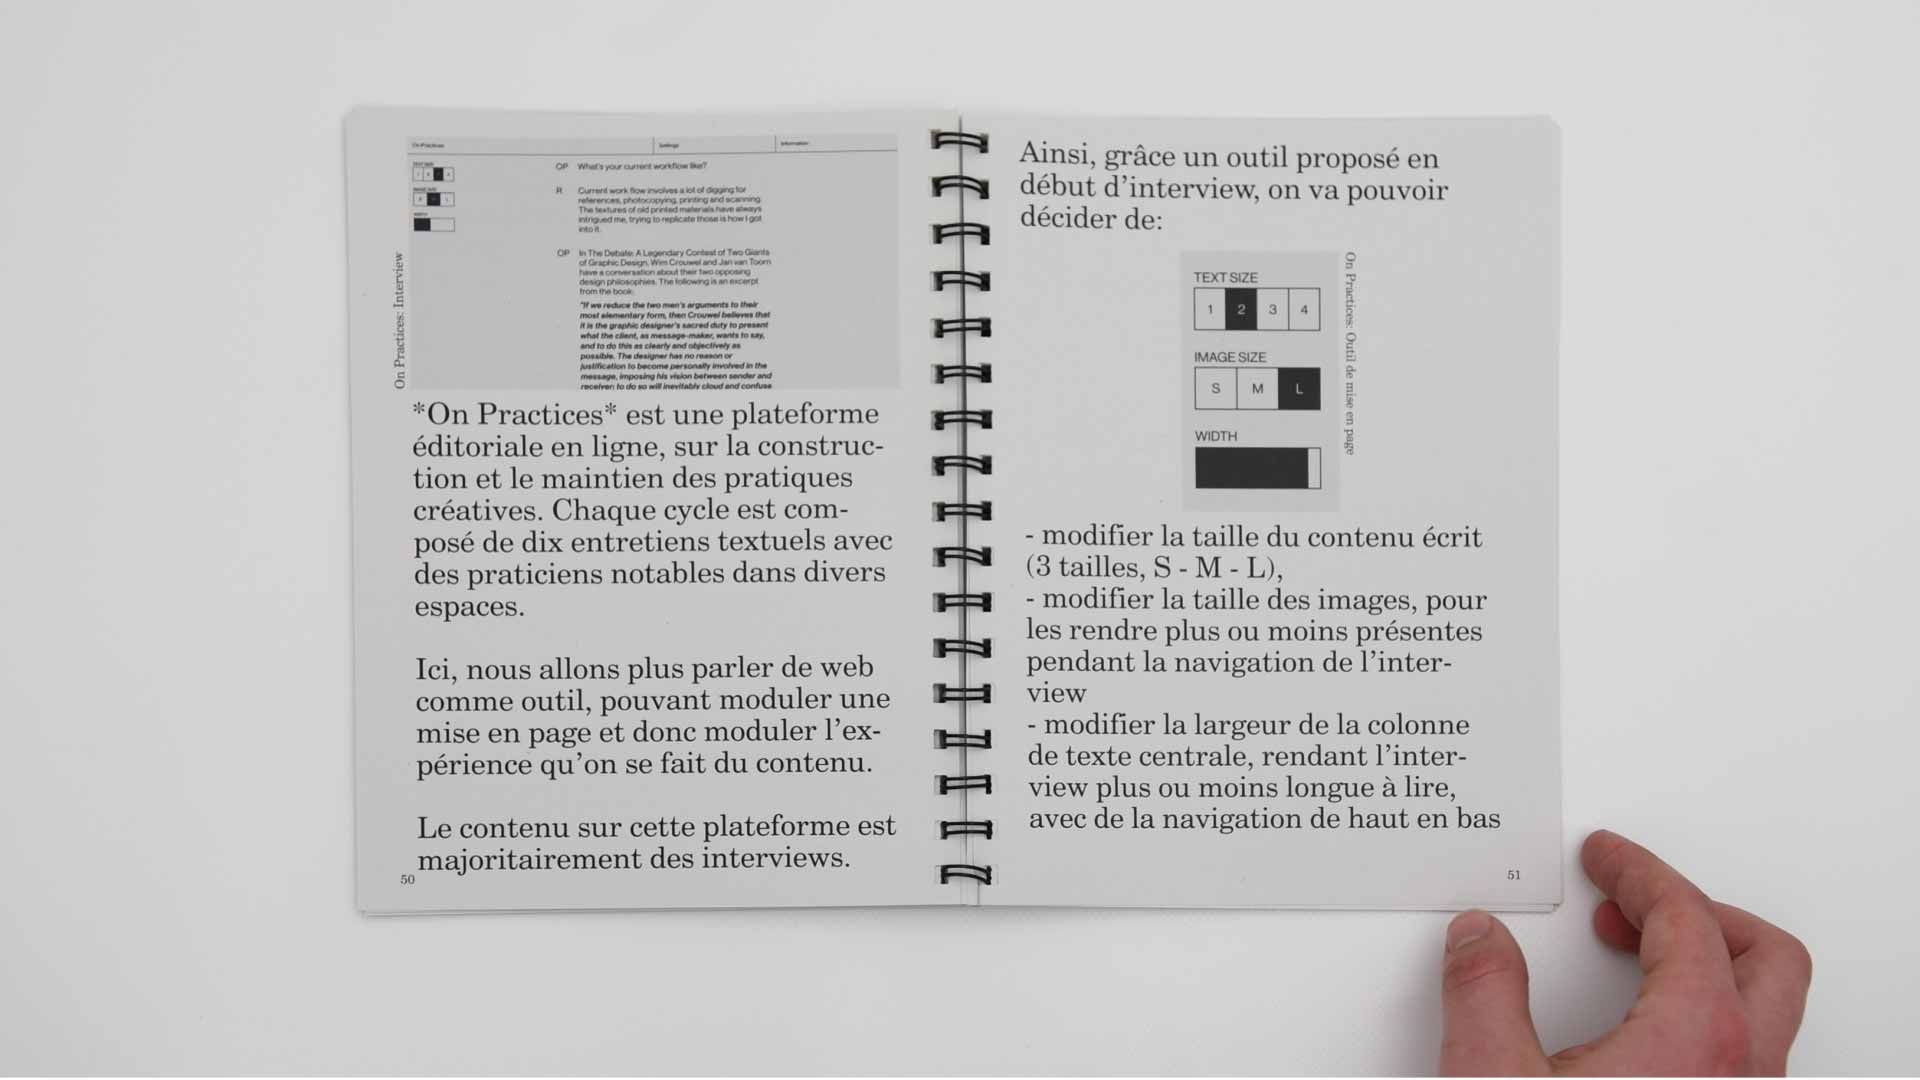 On Practices
Settings
Information
TEXT SIZE
IMAGE SIZE
WIDTH
OP What's your current workflow like?
R Current work flow involves a lot of digging for
references, photocopying, printing and scanning.
The textures of old printed materials have always
intrigued me, trying to replicate those is how I got
into it.
OP In The Debate: A Legendary Contest of Two Giants
of Graphic Design, Wim Crouwel and Jan van Toorn
have a conversation about their two opposing
design philosophies. The following is an excerpt
from the book:
"If we reduce the two men's arguments to their
most elementary form, then Crouwel believes that
it is the graphic designer's sacred duty to present
what the client, as message-maker, wants to say,
and to do this as clearly and objectively as
possible. The designer has no reason or
justification to become personally involved in the
message, imposing his vision between sender and
receiver: to do so will inevitably cloud and confuse
On Practices: Interview
*On Practices* est une plateforme
éditoriale en ligne, sur la construc-
tion et le maintien des pratiques
créatives. Chaque cycle est com-
posé de dix entretiens textuels avec
des praticiens notables dans divers
espaces.
Ici, nous allons plus parler de web
comme outil, pouvant moduler une
mise en page et donc moduler l'ex-
périence qu'on se fait du contenu.
Le contenu sur cette plateforme est
majoritairement des interviews.
50
Ainsi, grâce un outil proposé en
début d'interview, on va pouvoir
décider de:
TEXT SIZE
1 2 3 4
IMAGE SIZE
S M L
WIDTH
On Practices: Outil de mise en page
- modifier la taille du contenu écrit
(3 tailles, S - M - L),
- modifier la taille des images, pour
les rendre plus ou moins présentes
pendant la navigation de l'inter-
view
- modifier la largeur de la colonne
de texte centrale, rendant l'inter-
view plus ou moins longue à lire,
avec de la navigation de haut en bas
51